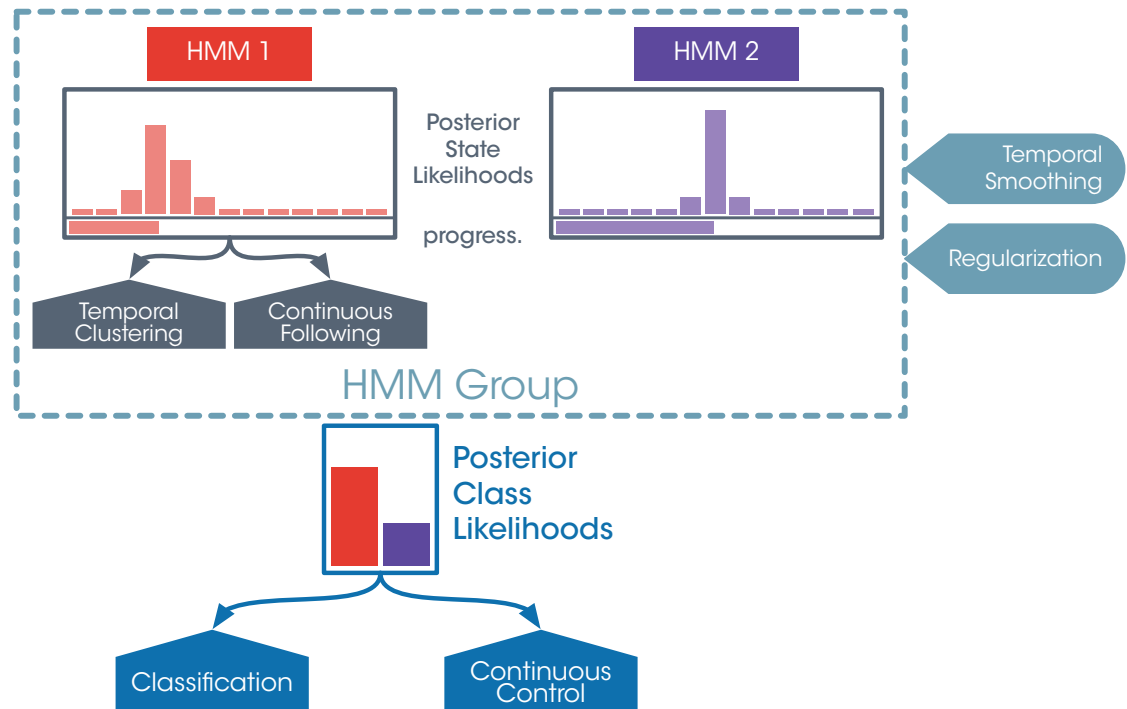 HMM 1
HMM 2
Posterior
State
Likelihoods
progress.
Temporal
Smoothing
Regularization
Temporal
Clustering
Continuous
Following
HMM Group
Posterior
Class
Likelihoods
Classification
Continuous
Control